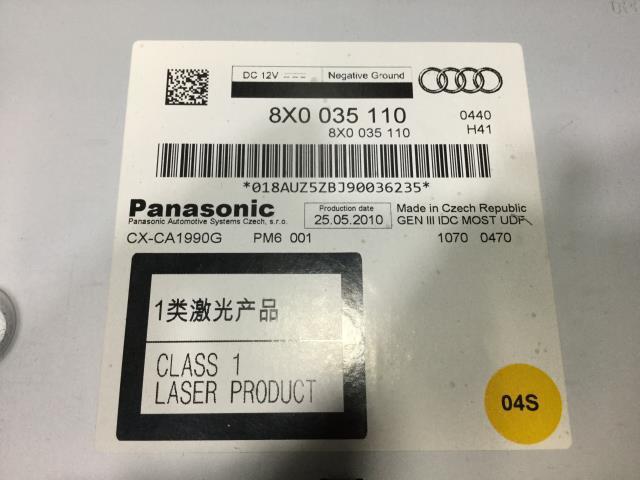 DC 12V Negative Ground
8X0 035 110 0440
8X0 035 110 H41
*018AUZ5ZBJ90036235*
Panasonic Production date Made in Czech Republic
Panasonic Automotive Systems Czech, s.r.o. 25.05.2010 GEN III IDC MOST UDF
CX-CA1990G PM6 001 1070 0470
1类激光产品
CLASS 1
LASER PRODUCT
04S